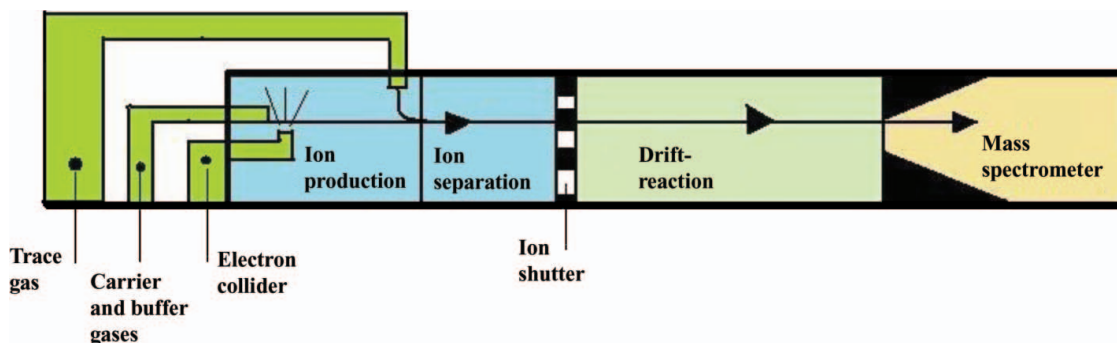 Ion
production
Ion
separation
Drift-
reaction
Mass
spectrometer
Trace
gas
Carrier
and buffer
gases
Electron
collider
Ion
shutter